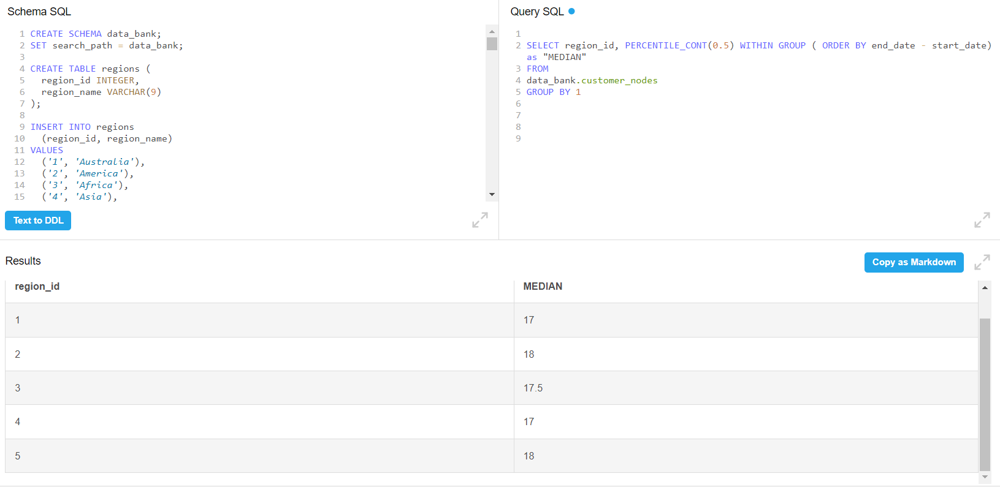 Schema SQL
1 CREATE SCHEMA data_bank;
2 SET search_path = data_bank;
3
4 CREATE TABLE regions (
5 region_id INTEGER,
6 region_name VARCHAR(9)
7 );
8
9 INSERT INTO regions
10 (region_id, region_name)
11 VALUES
12 ('1', 'Australia'),
13 ('2', 'America'),
14 ('3', 'Africa'),
15 ('4', 'Asia'),
Text to DDL
Query SQL
1
2 SELECT region_id, PERCENTILE_CONT(0.5) WITHIN GROUP ( ORDER BY end_date - start_date)
as "MEDIAN"
3 FROM
4 data_bank.customer_nodes
5 GROUP BY 1
6
7
8
9
Results
Copy as Markdown
region_id MEDIAN
1 17
2 18
3 17.5
4 17
5 18